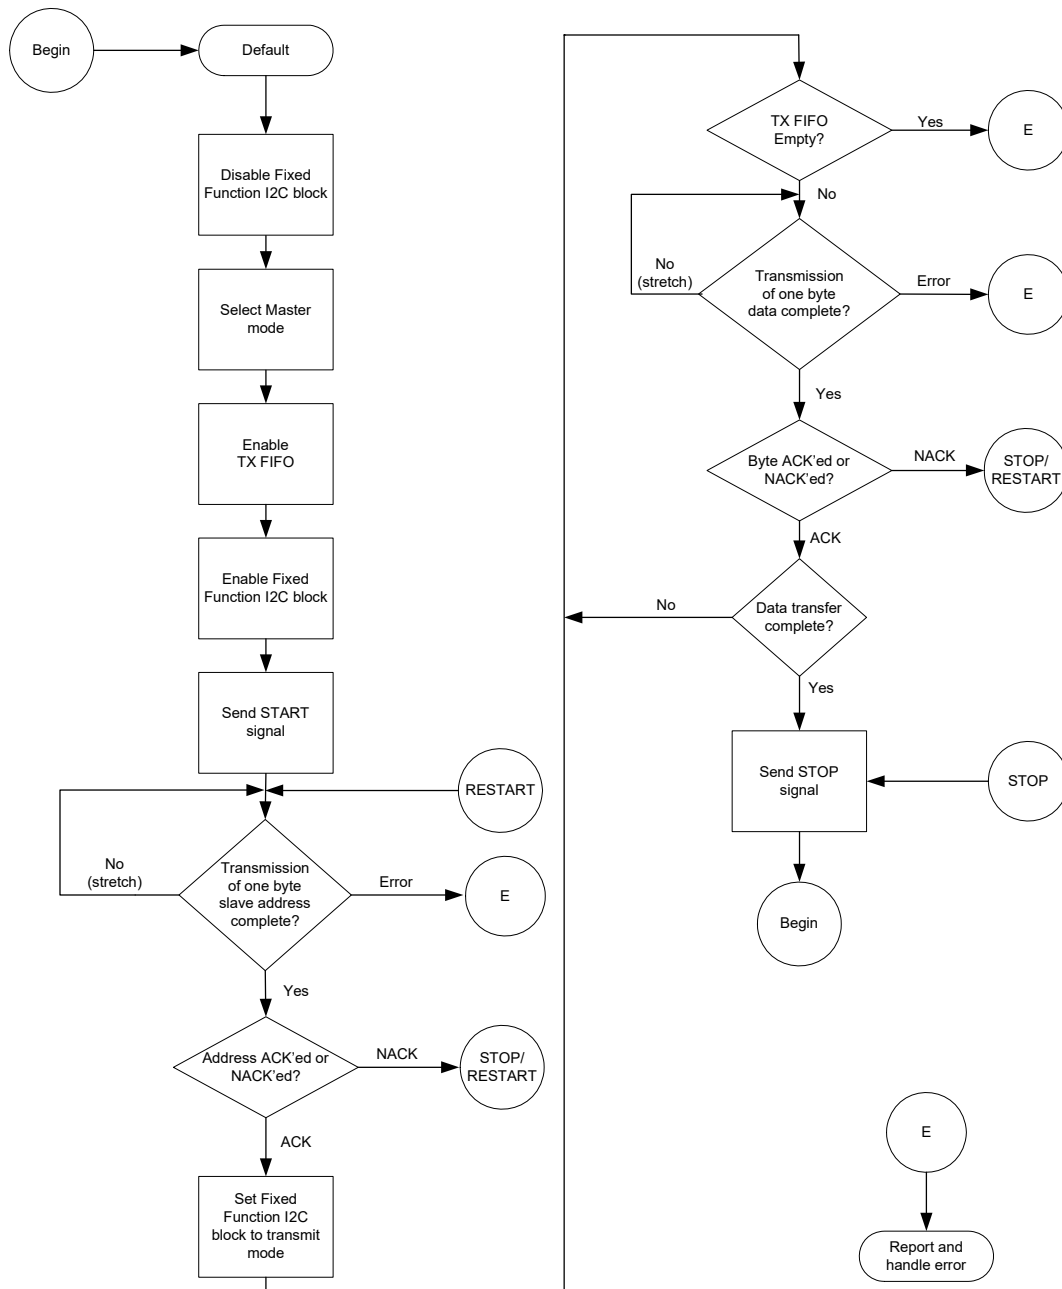 Begin
Default
Disable Fixed
Function I2C block
Select Master
mode
Enable
TX FIFO
Enable Fixed
Function I2C block
Send START
signal
RESTART
No
(stretch)
Transmission
of one byte
slave address
complete?
Error
E
Yes
Address ACK’ed or
NACK’ed?
NACK
STOP/
RESTART
ACK
Set Fixed
Function I2C
block to transmit
mode
TX FIFO
Empty?
Yes
E
No
No
(stretch)
Transmission
of one byte
data complete?
Error
E
Yes
Byte ACK’ed or
NACK’ed?
NACK
STOP/
RESTART
ACK
No
Data transfer
complete?
Yes
Send STOP
signal
STOP
Begin
E
Report and
handle error